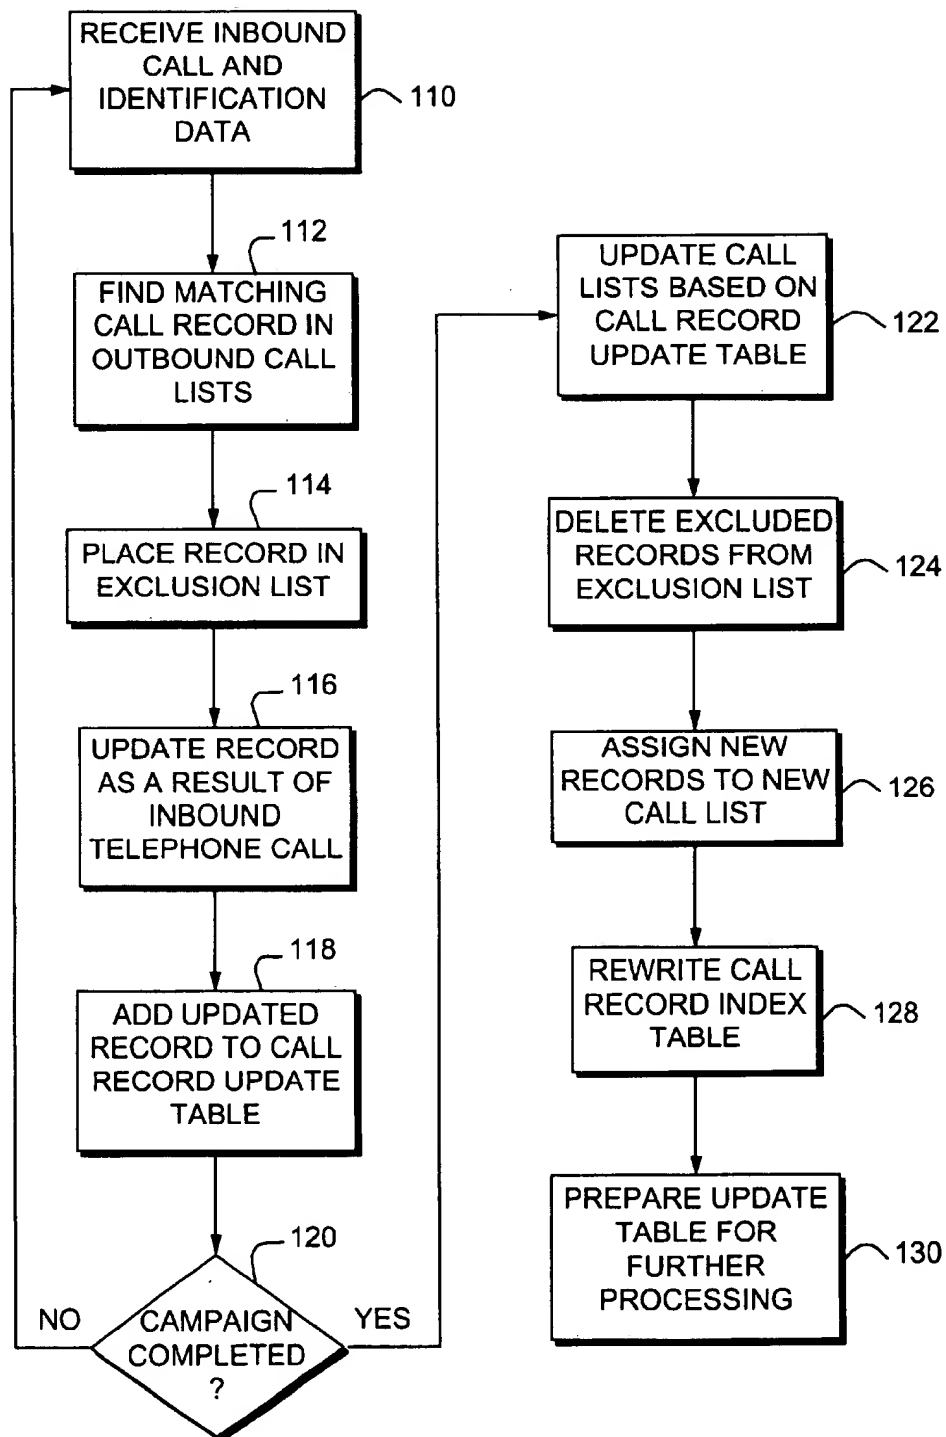 RECEIVE INBOUND
CALL AND
IDENTIFICATION
DATA
110
112
FIND MATCHING
CALL RECORD IN
OUTBOUND CALL
LISTS
114
PLACE RECORD IN
EXCLUSION LIST
116
UPDATE RECORD
AS A RESULT OF
INBOUND
TELEPHONE CALL
118
ADD UPDATED
RECORD TO CALL
RECORD UPDATE
TABLE
120
NO
CAMPAIGN
COMPLETED
?
YES
UPDATE CALL
LISTS BASED ON
CALL RECORD
UPDATE TABLE
122
DELETE EXCLUDED
RECORDS FROM
EXCLUSION LIST
124
ASSIGN NEW
RECORDS TO NEW
CALL LIST
126
REWRITE CALL
RECORD INDEX
TABLE
128
PREPARE UPDATE
TABLE FOR
FURTHER
PROCESSING
130